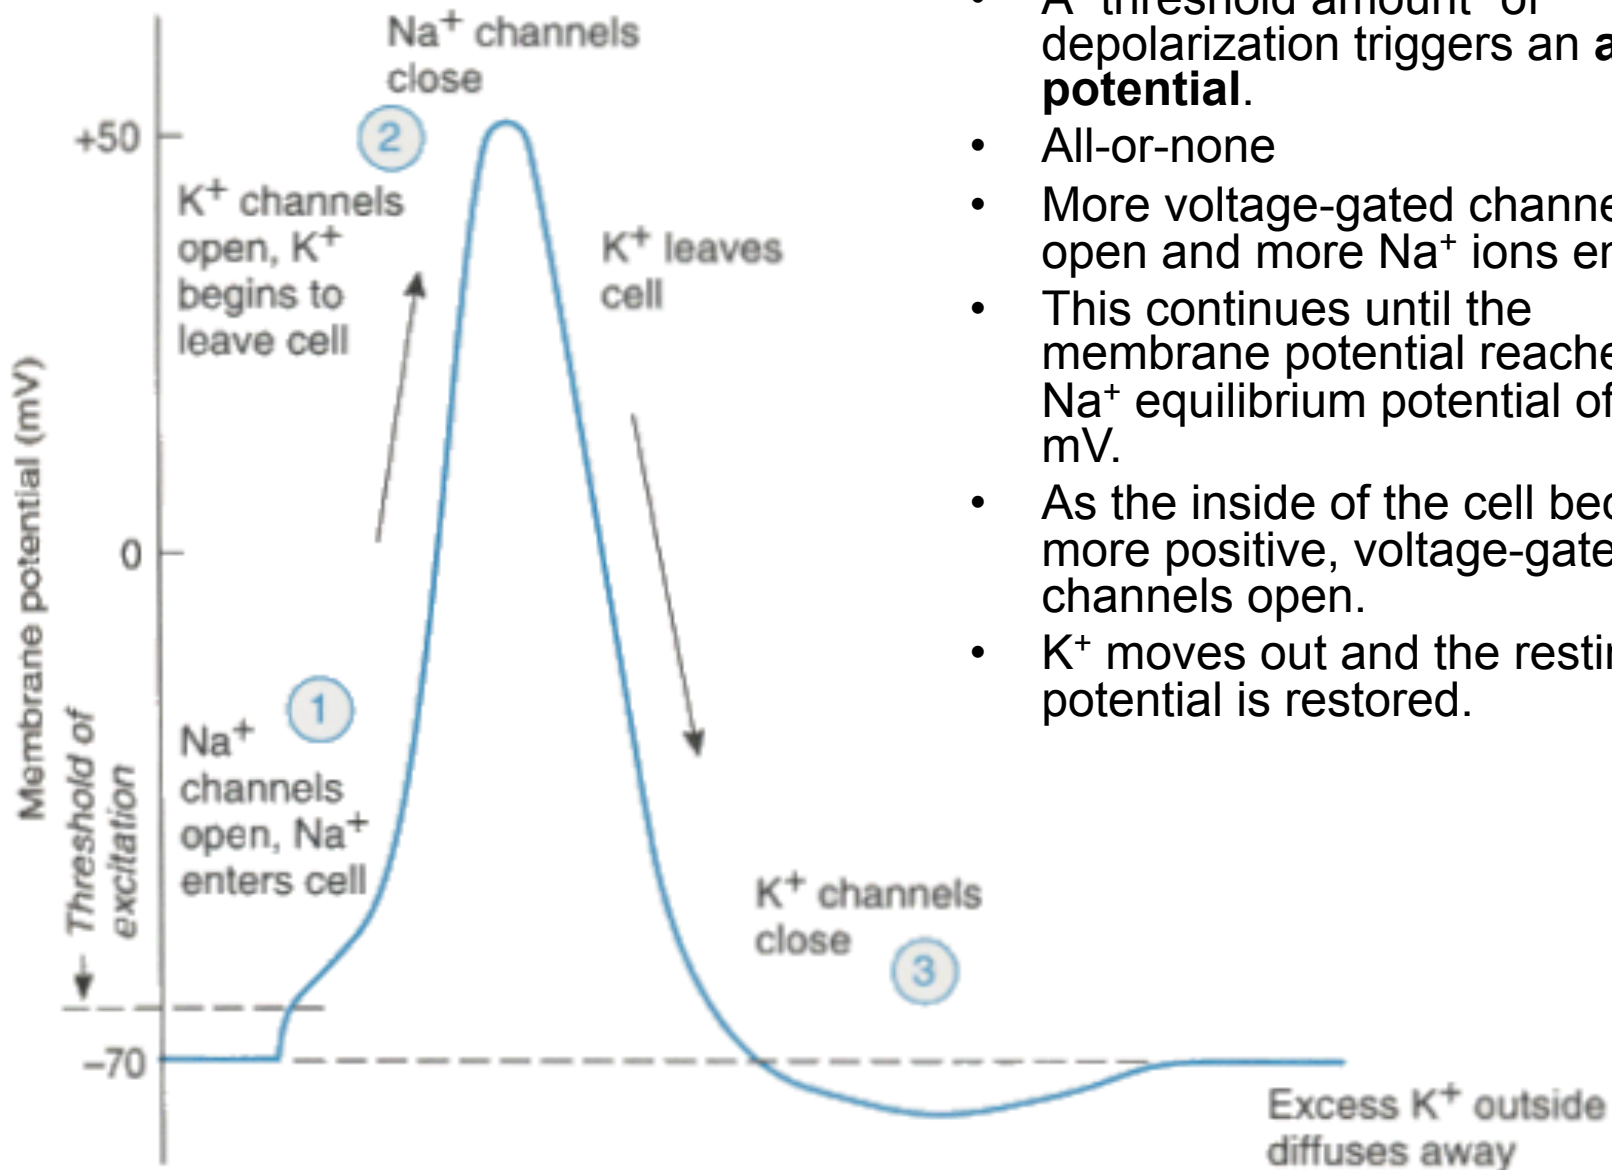 Na⁺ channels
close
+50
2
K⁺ channels
open, K⁺
begins to
leave cell
K⁺ leaves
cell
Membrane potential (mV)
0
1
Na⁺
channels
open, Na⁺
enters cell
Threshold of
excitation
K⁺ channels
close
3
–70
Excess K⁺ outside
diffuses away
• A threshold amount of
depolarization triggers an
potential.
• All-or-none
• More voltage-gated
open and more Na⁺ ions
• This continues until the
membrane potential
Na⁺ equilibrium potential of
mV.
• As the inside of the cell
more positive,
channels open.
• K⁺ moves out and the
potential is restored.